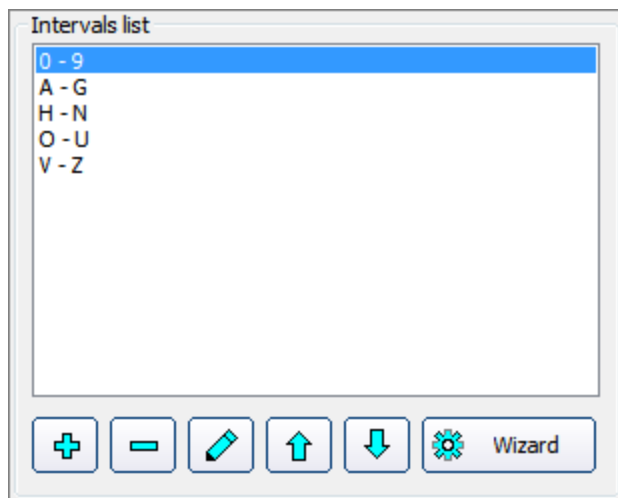 Intervals list
0 - 9
A - G
H - N
O - U
V - Z
Wizard